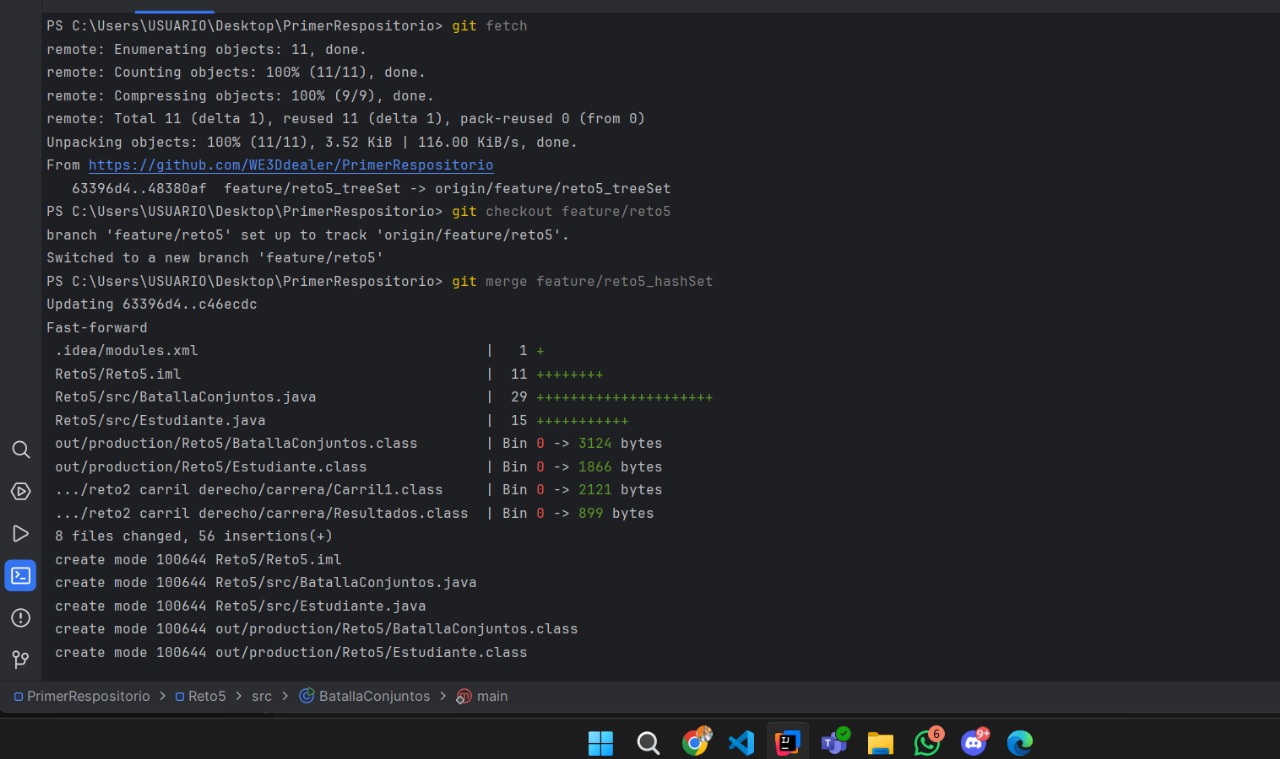 PS C:\Users\USUARIO\Desktop\PrimerRespositorio> git fetch
remote: Enumerating objects: 11, done.
remote: Counting objects: 100% (11/11), done.
remote: Compressing objects: 100% (9/9), done.
remote: Total 11 (delta 1), reused 11 (delta 1), pack-reused 0 (from 0)
Unpacking objects: 100% (11/11), 3.52 KiB | 116.00 KiB/s, done.
From https://github.com/WE3Ddealer/PrimerRespositorio
   63396d4..48380af  feature/reto5_treeSet -> origin/feature/reto5_treeSet
PS C:\Users\USUARIO\Desktop\PrimerRespositorio> git checkout feature/reto5
branch 'feature/reto5' set up to track 'origin/feature/reto5'.
Switched to a new branch 'feature/reto5'
PS C:\Users\USUARIO\Desktop\PrimerRespositorio> git merge feature/reto5_hashSet
Updating 63396d4..c46ecdc
Fast-forward
 .idea/modules.xml                                  |   1 +
 Reto5/Reto5.iml                                    |  11 ++++++++
 Reto5/src/BatallaConjuntos.java                    |  29 +++++++++++++++++++++
 Reto5/src/Estudiante.java                          |  15 +++++++++++
 out/production/Reto5/BatallaConjuntos.class        | Bin 0 -> 3124 bytes
 out/production/Reto5/Estudiante.class              | Bin 0 -> 1866 bytes
 .../reto2 carril derecho/carrera/Carril1.class     | Bin 0 -> 2121 bytes
 .../reto2 carril derecho/carrera/Resultados.class  | Bin 0 -> 899 bytes
 8 files changed, 56 insertions(+)
 create mode 100644 Reto5/Reto5.iml
 create mode 100644 Reto5/src/BatallaConjuntos.java
 create mode 100644 Reto5/src/Estudiante.java
 create mode 100644 out/production/Reto5/BatallaConjuntos.class
 create mode 100644 out/production/Reto5/Estudiante.class
PrimerRespositorio > Reto5 > src > BatallaConjuntos > main
6
9+